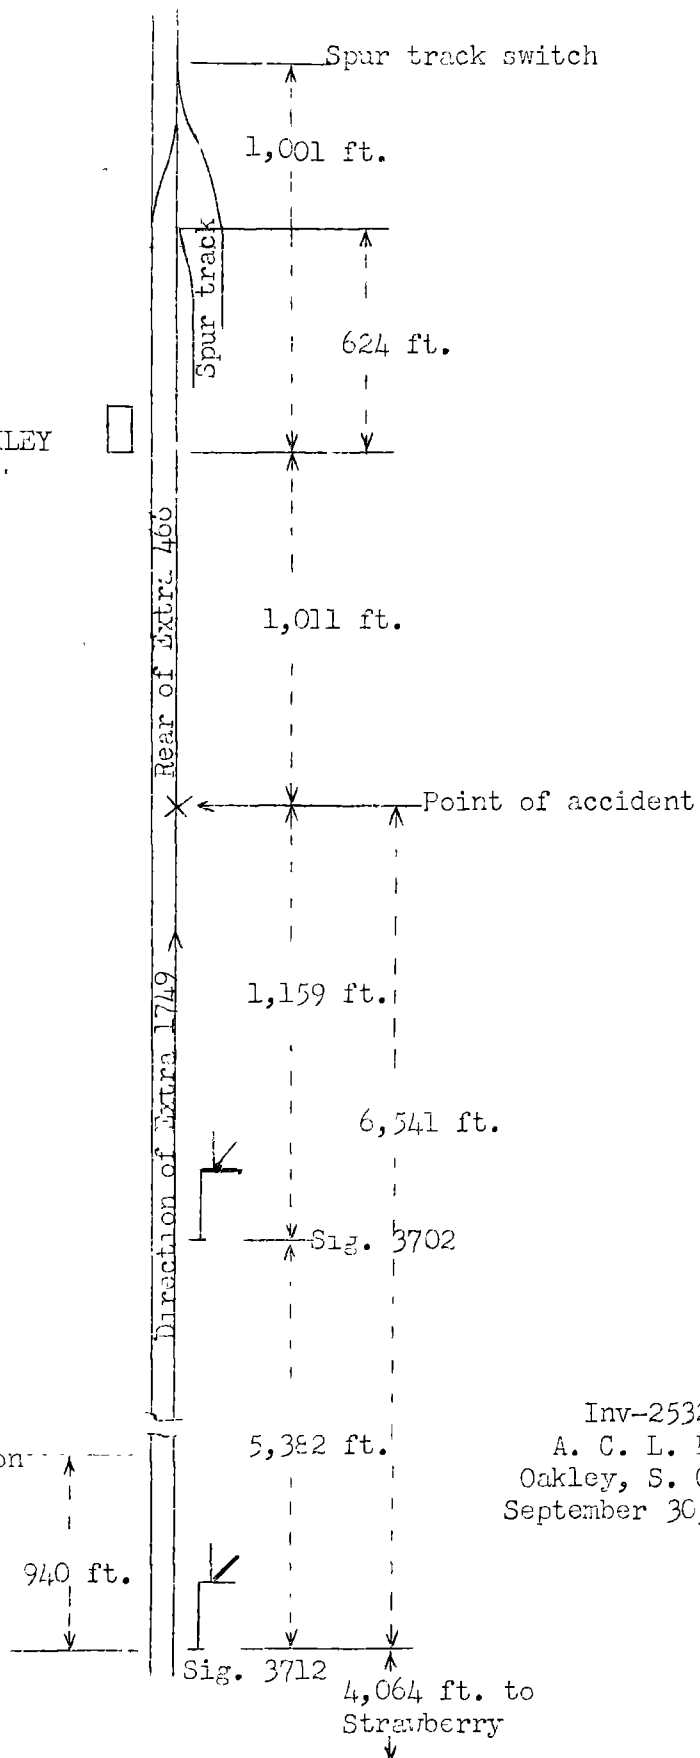 Spur track switch
1,001 ft.
Spur track
624 ft.
KLEY
Rear of Extra 466
1,011 ft.
Point of accident
Direction of Extra 1749
1,159 ft.
6,541 ft.
Sig. 3702
Inv-2532
A. C. L.
Oakley, S.
September 30,
on
5,382 ft.
940 ft.
Sig. 3712
4,064 ft. to
Strawberry